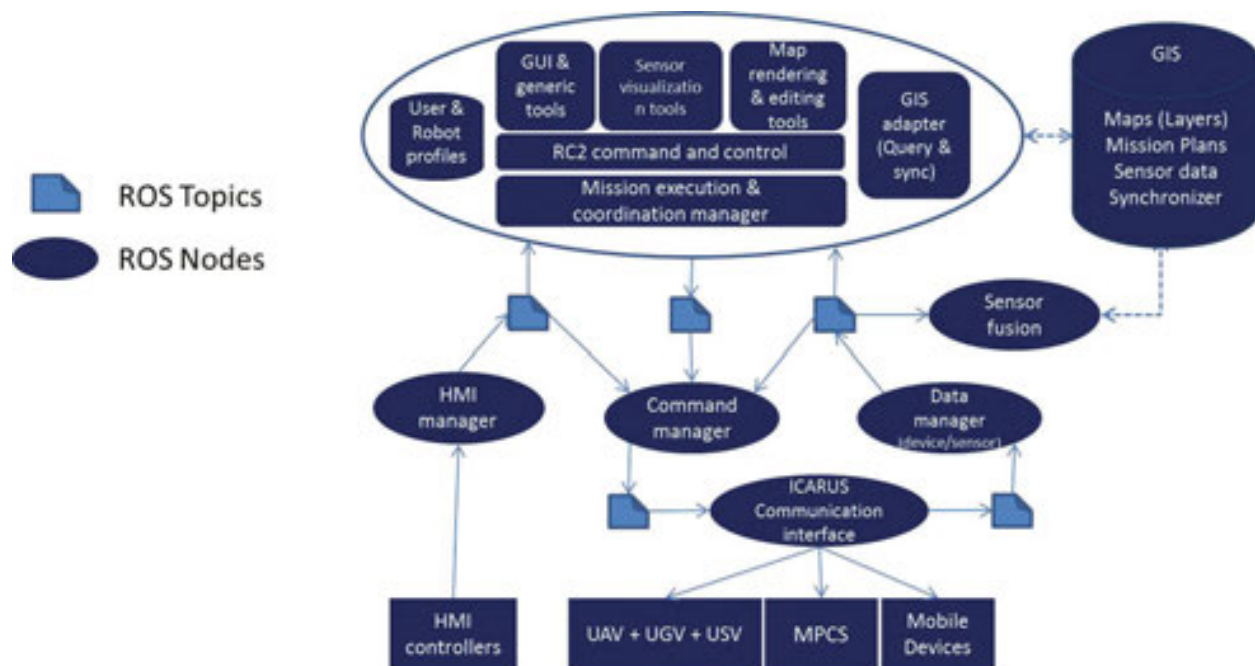 GUI &
generic
tools
Sensor
visualizatio
n tools
Map
rendering
& editing
tools
GIS
User &
Robot
profiles
GIS
adapter
(Query &
sync)
Maps (Layers)
Mission Plans
Sensor data
Synchronizer
RC2 command and control
Mission execution &
coordination manager
ROS Topics
ROS Nodes
Sensor
fusion
HMI
manager
Command
manager
Data
manager
(device/sensor)
ICARUS
Communication
interface
HMI
controllers
UAV + UGV + USV
MPCS
Mobile
Devices